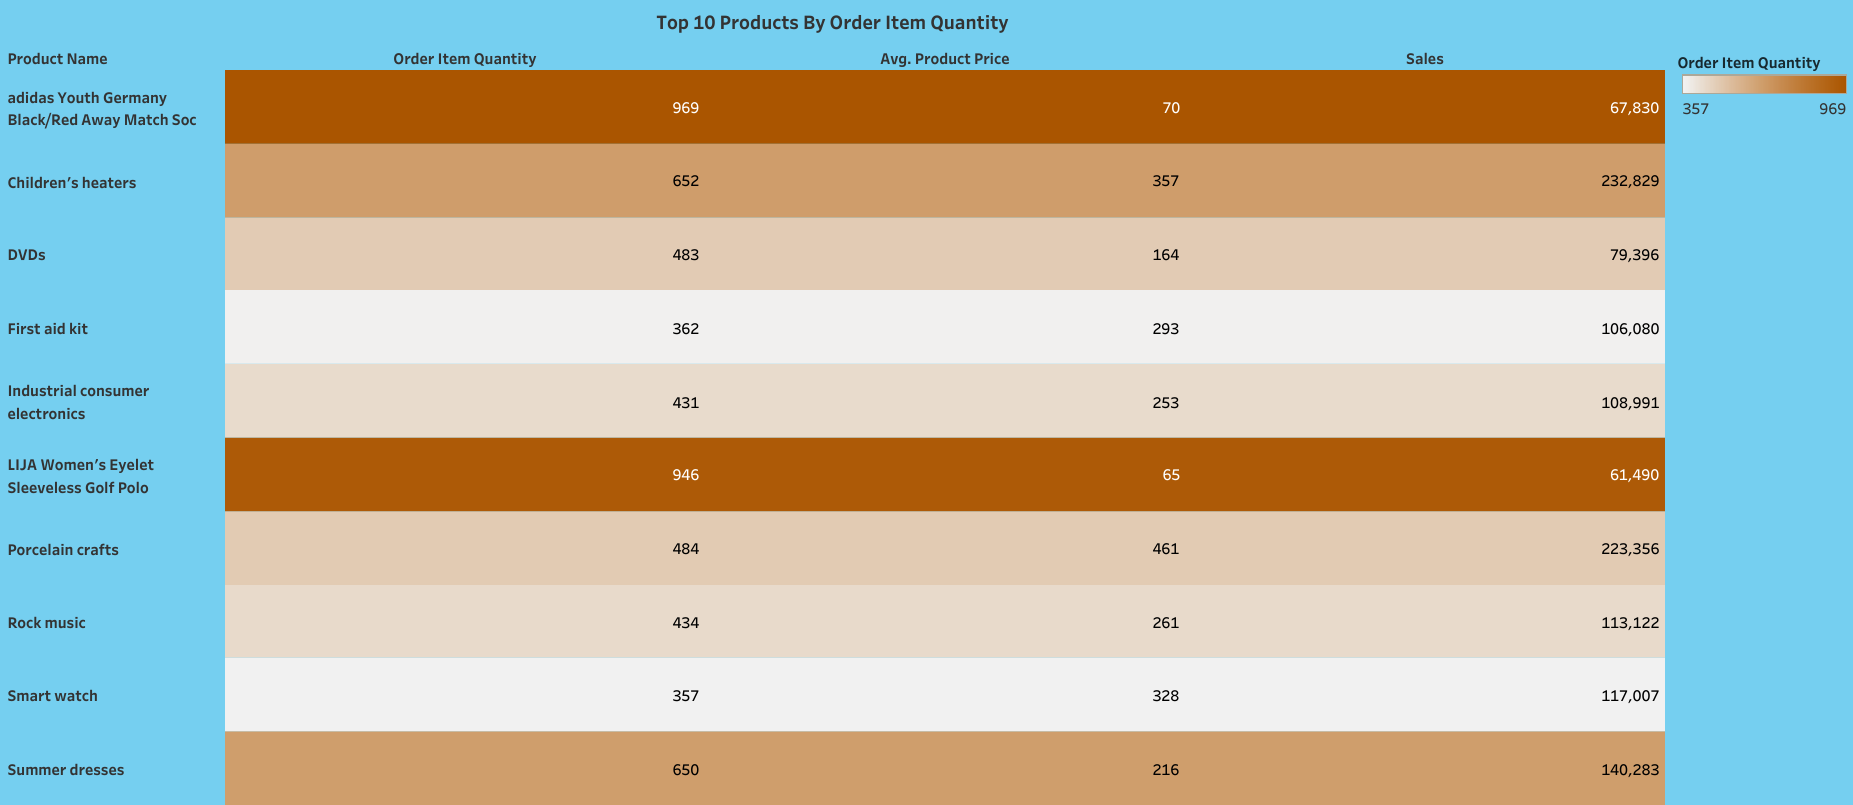 Top 10 Products By Order Item Quantity
Product Name Order Item Quantity Avg. Product Price Sales
adidas Youth Germany
Black/Red Away Match Soc 969 70 67,830
Children's heaters 652 357 232,829
DVDs 483 164 79,396
First aid kit 362 293 106,080
Industrial consumer
electronics 431 253 108,991
LIJA Women's Eyelet
Sleeveless Golf Polo 946 65 61,490
Porcelain crafts 484 461 223,356
Rock music 434 261 113,122
Smart watch 357 328 117,007
Summer dresses 650 216 140,283
Order Item Quantity
357 969